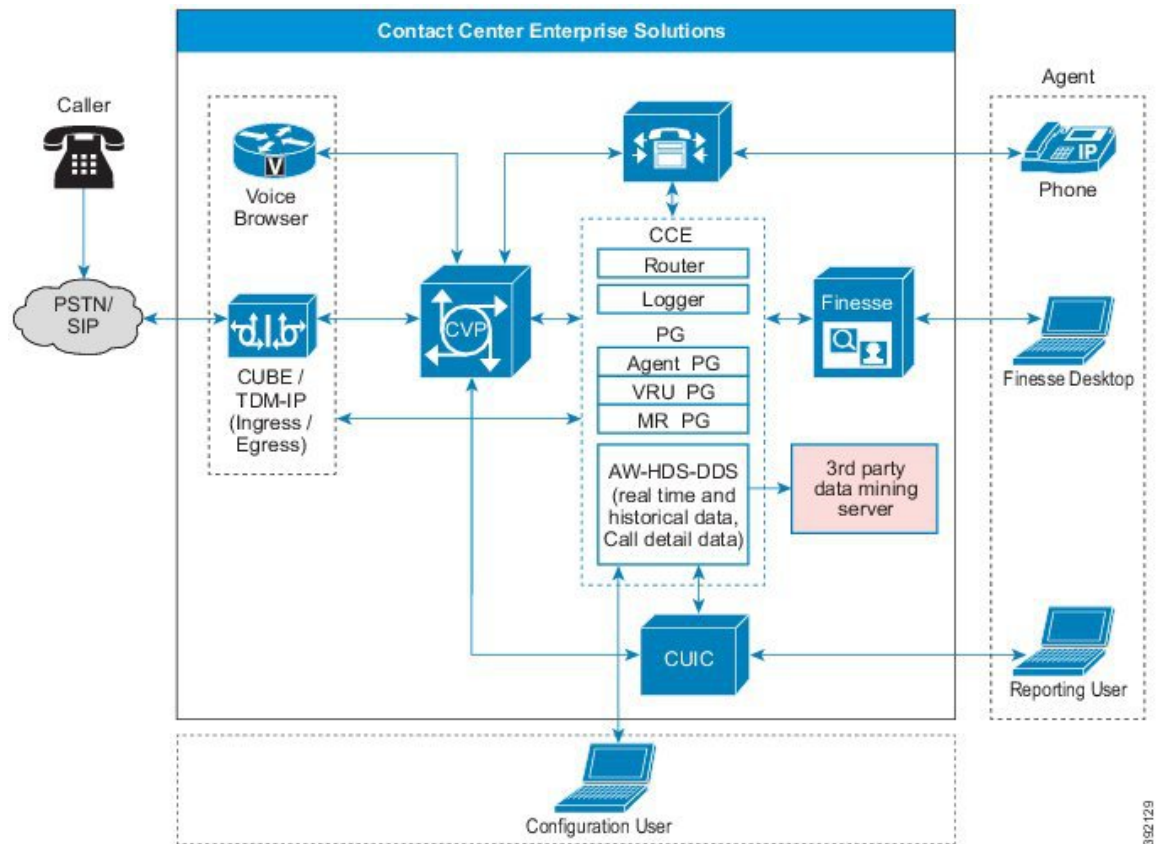 Contact Center Enterprise Solutions
Caller
Agent
V
Voice
Browser
IP
Phone
PSTN/
SIP
CUBE /
TDM-IP
(Ingress /
Egress)
CVP
CCE
Router
Logger
PG
Agent PG
VRU PG
MR PG
AW-HDS-DDS
(real time and
historical data,
Call detail data)
Finesse
Finesse Desktop
3rd party
data mining
server
CUIC
Reporting User
Configuration User
392129